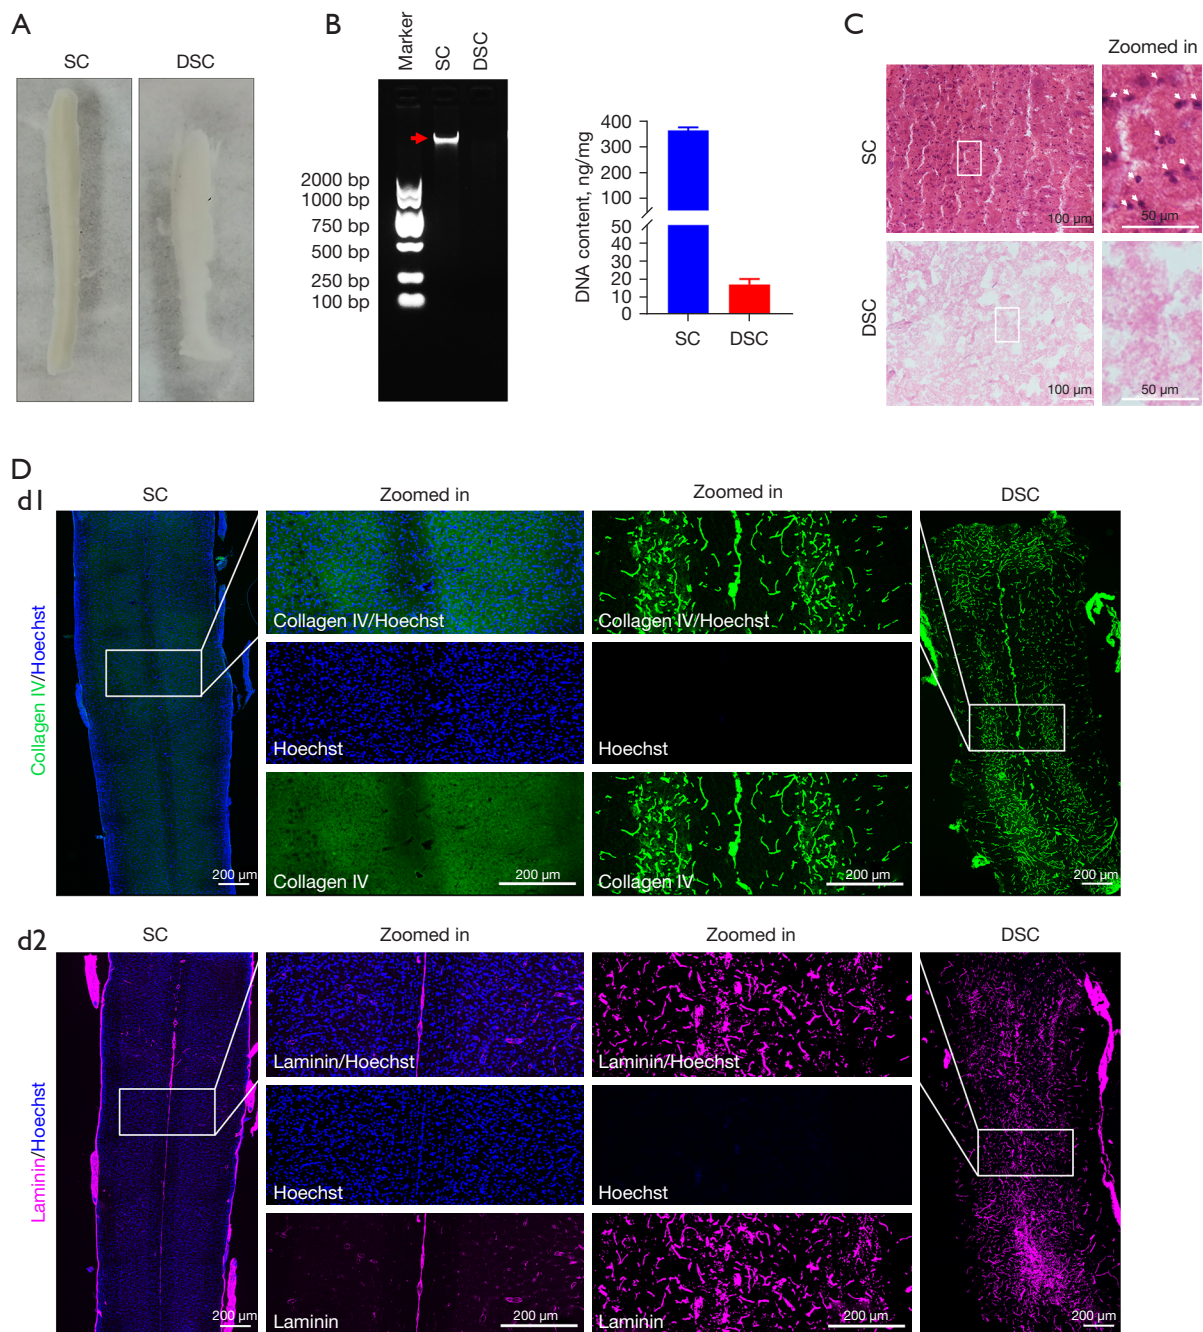 A
SC
DSC
B
Marker
SC
DSC
2000 bp
1000 bp
750 bp
500 bp
250 bp
100 bp
DNA content, ng/mg
400
300
200
100
50
40
30
20
10
0
SC
DSC
C
Zoomed in
SC
100 µm
50 µm
DSC
100 µm
50 µm
D
d1
SC
Zoomed in
Zoomed in
DSC
Collagen IV/Hoechst
Collagen IV/Hoechst
Collagen IV/Hoechst
Hoechst
Hoechst
200 µm
Collagen IV
200 µm
Collagen IV
200 µm
200 µm
d2
SC
Zoomed in
Zoomed in
DSC
Laminin/Hoechst
Laminin/Hoechst
Laminin/Hoechst
Hoechst
Hoechst
200 µm
Laminin
200 µm
Laminin
200 µm
200 µm